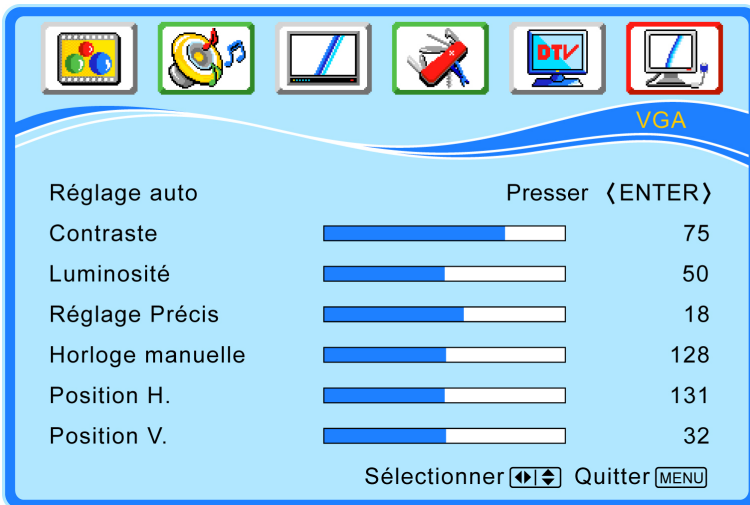 DTV
VGA
Réglage auto Presser 〈ENTER〉
Contraste 75
Luminosité 50
Réglage Précis 18
Horloge manuelle 128
Position H. 131
Position V. 32
Sélectionner Quitter MENU